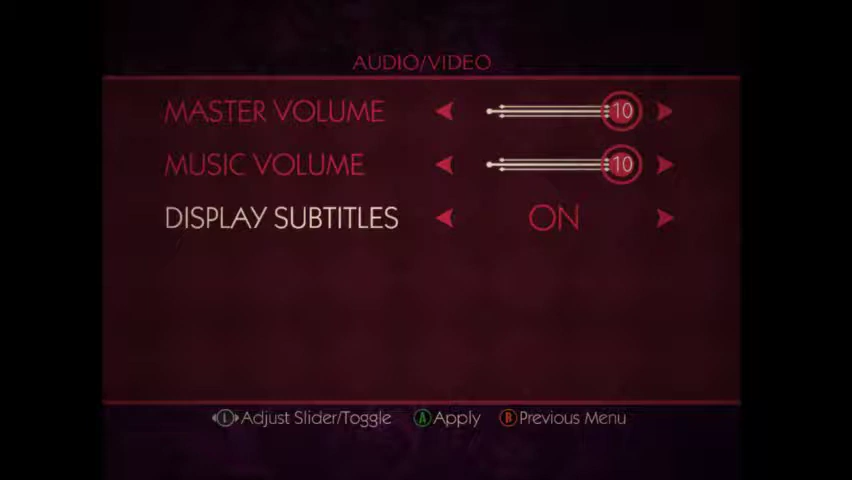 AUDIO/VIDEO
MASTER VOLUME 10
MUSIC VOLUME 10
DISPLAY SUBTITLES ON
L Adjust Slider/Toggle A Apply B Previous Menu